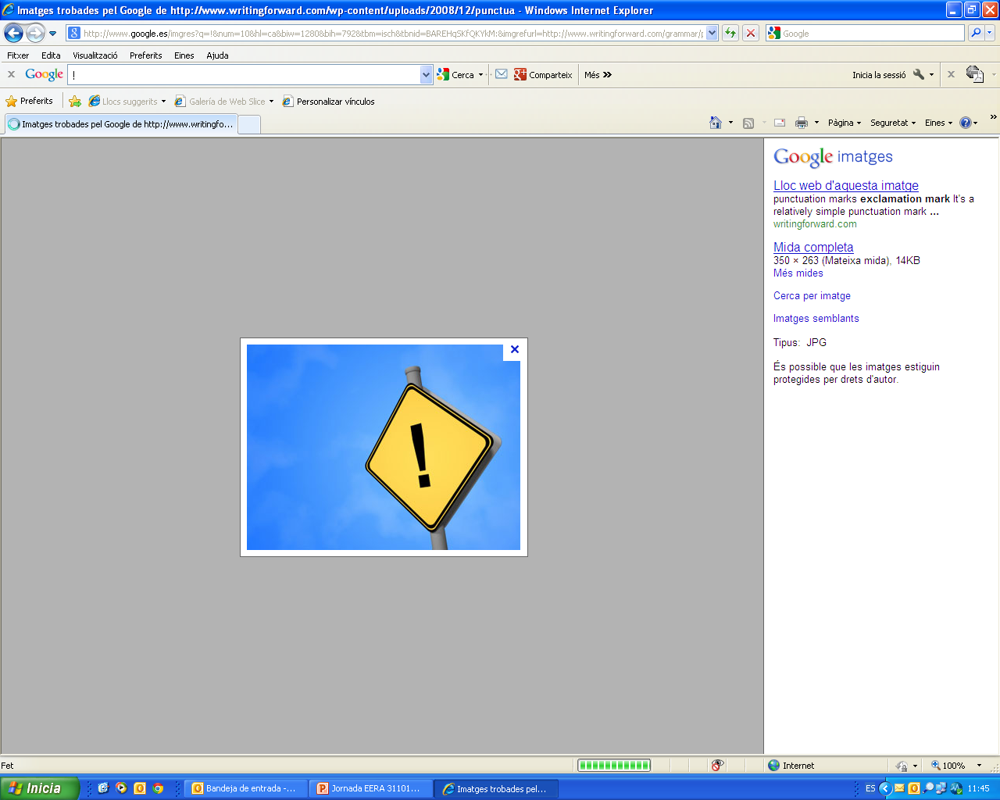 Imatges trobades pel Google de http://www.writingforward.com/wp-content/uploads/2008/12/punctua - Windows Internet Explorer
http://www.google.es/imgres?q=!&num=10&hl=ca&biw=1280&bih=792&tbm=isch&tbnid=BAREHqSKfQKYkM:&imgrefurl=http://www.writingforward.com/grammar/
Google
Fitxer Edita Visualització Preferits Eines Ajuda
x Google ! Cerca Comparteix Més » Inicia la sessió x
Preferits Llocs suggerits Galería de Web Slice Personalizar vínculos
Imatges trobades pel Google de http://www.writingfo... Pàgina Seguretat Eines »
Google imatges
Lloc web d'aquesta imatge
punctuation marks exclamation mark It's a
relatively simple punctuation mark ...
writingforward.com
Mida completa
350 × 263 (Mateixa mida), 14KB
Més mides
Cerca per imatge
Imatges semblants
Tipus: JPG
És possible que les imatges estiguin
protegides per drets d'autor.
!
Fet Internet 100%
Inicia Bandeja de entrada -... Jornada EERA 31101... Imatges trobades pel... ES 11:45